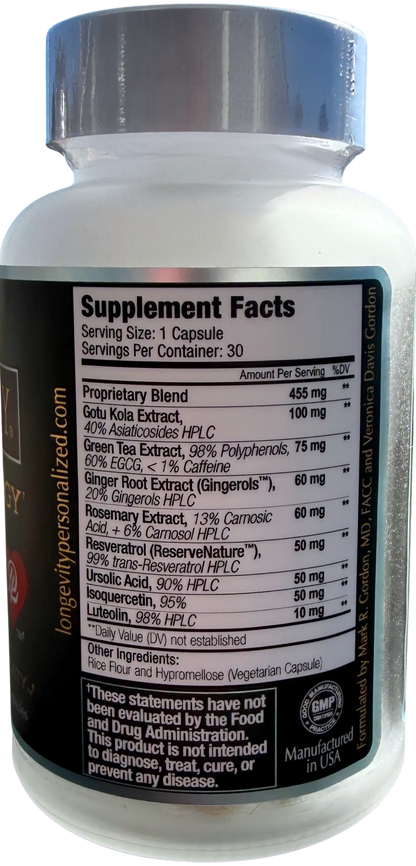 Supplement Facts
Serving Size: 1 Capsule
Servings Per Container: 30
Amount Per Serving %DV
Proprietary Blend 455 mg **
Gotu Kola Extract, 100 mg **
40% Asiaticosides HPLC
Green Tea Extract, 98% Polyphenols, 75 mg **
60% EGCG, < 1% Caffeine
Ginger Root Extract (Gingerols™), 60 mg **
20% Gingerols HPLC
Rosemary Extract, 13% Carnosic 60 mg **
Acid, + 6% Carnosol HPLC
Resveratrol (ReserveNature™), 50 mg **
99% trans-Resveratrol HPLC
Ursolic Acid, 90% HPLC 50 mg **
Isoquercetin, 95% 50 mg **
Luteolin, 98% HPLC 10 mg **
**Daily Value (DV) not established
Other Ingredients:
Rice Flour and Hypromellose (Vegetarian Capsule)
†These statements have not
been evaluated by the Food
and Drug Administration.
This product is not intended
to diagnose, treat, cure, or
prevent any disease.
GOOD MANUFACTURING
GMP
PRACTICE
Manufactured
in USA
longevitypersonalized.com
Formulated by Mark R. Gordon, MD, FACC and Veronica Davis Gordon
Y®
GY